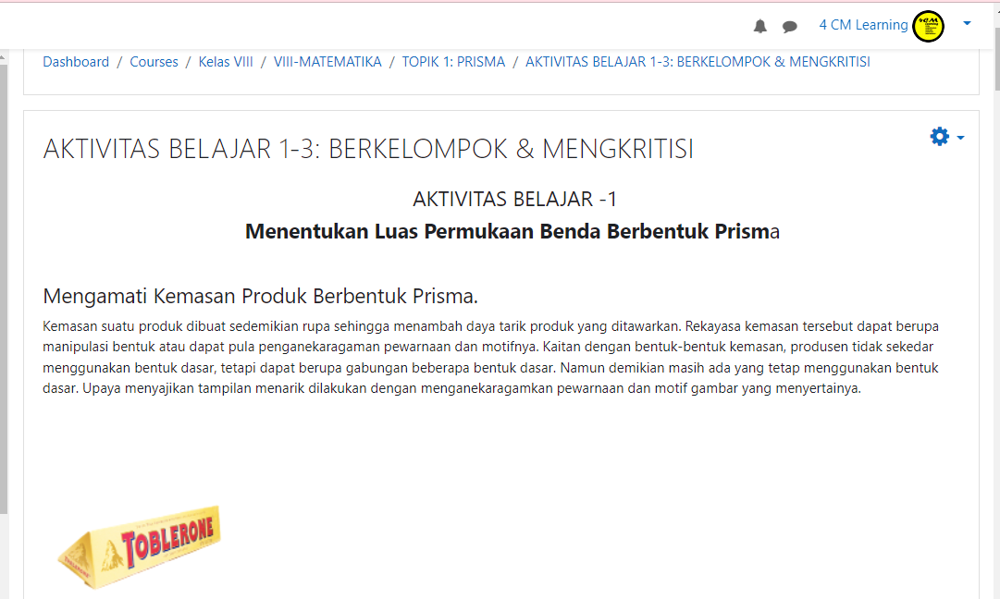 4 CM Learning
Dashboard / Courses / Kelas VIII / VIII-MATEMATIKA / TOPIK 1: PRISMA / AKTIVITAS BELAJAR 1-3: BERKELOMPOK & MENGKRITISI
AKTIVITAS BELAJAR 1-3: BERKELOMPOK & MENGKRITISI
AKTIVITAS BELAJAR -1
Menentukan Luas Permukaan Benda Berbentuk Prisma
Mengamati Kemasan Produk Berbentuk Prisma.
Kemasan suatu produk dibuat sedemikian rupa sehingga menambah daya tarik produk yang ditawarkan. Rekayasa kemasan tersebut dapat berupa
manipulasi bentuk atau dapat pula penganekaragaman pewarnaan dan motifnya. Kaitan dengan bentuk-bentuk kemasan, produsen tidak sekedar
menggunakan bentuk dasar, tetapi dapat berupa gabungan beberapa bentuk dasar. Namun demikian masih ada yang tetap menggunakan bentuk
dasar. Upaya menyajikan tampilan menarik dilakukan dengan menganekaragamkan pewarnaan dan motif gambar yang menyertainya.
TOBLERONE
TOBLERONE